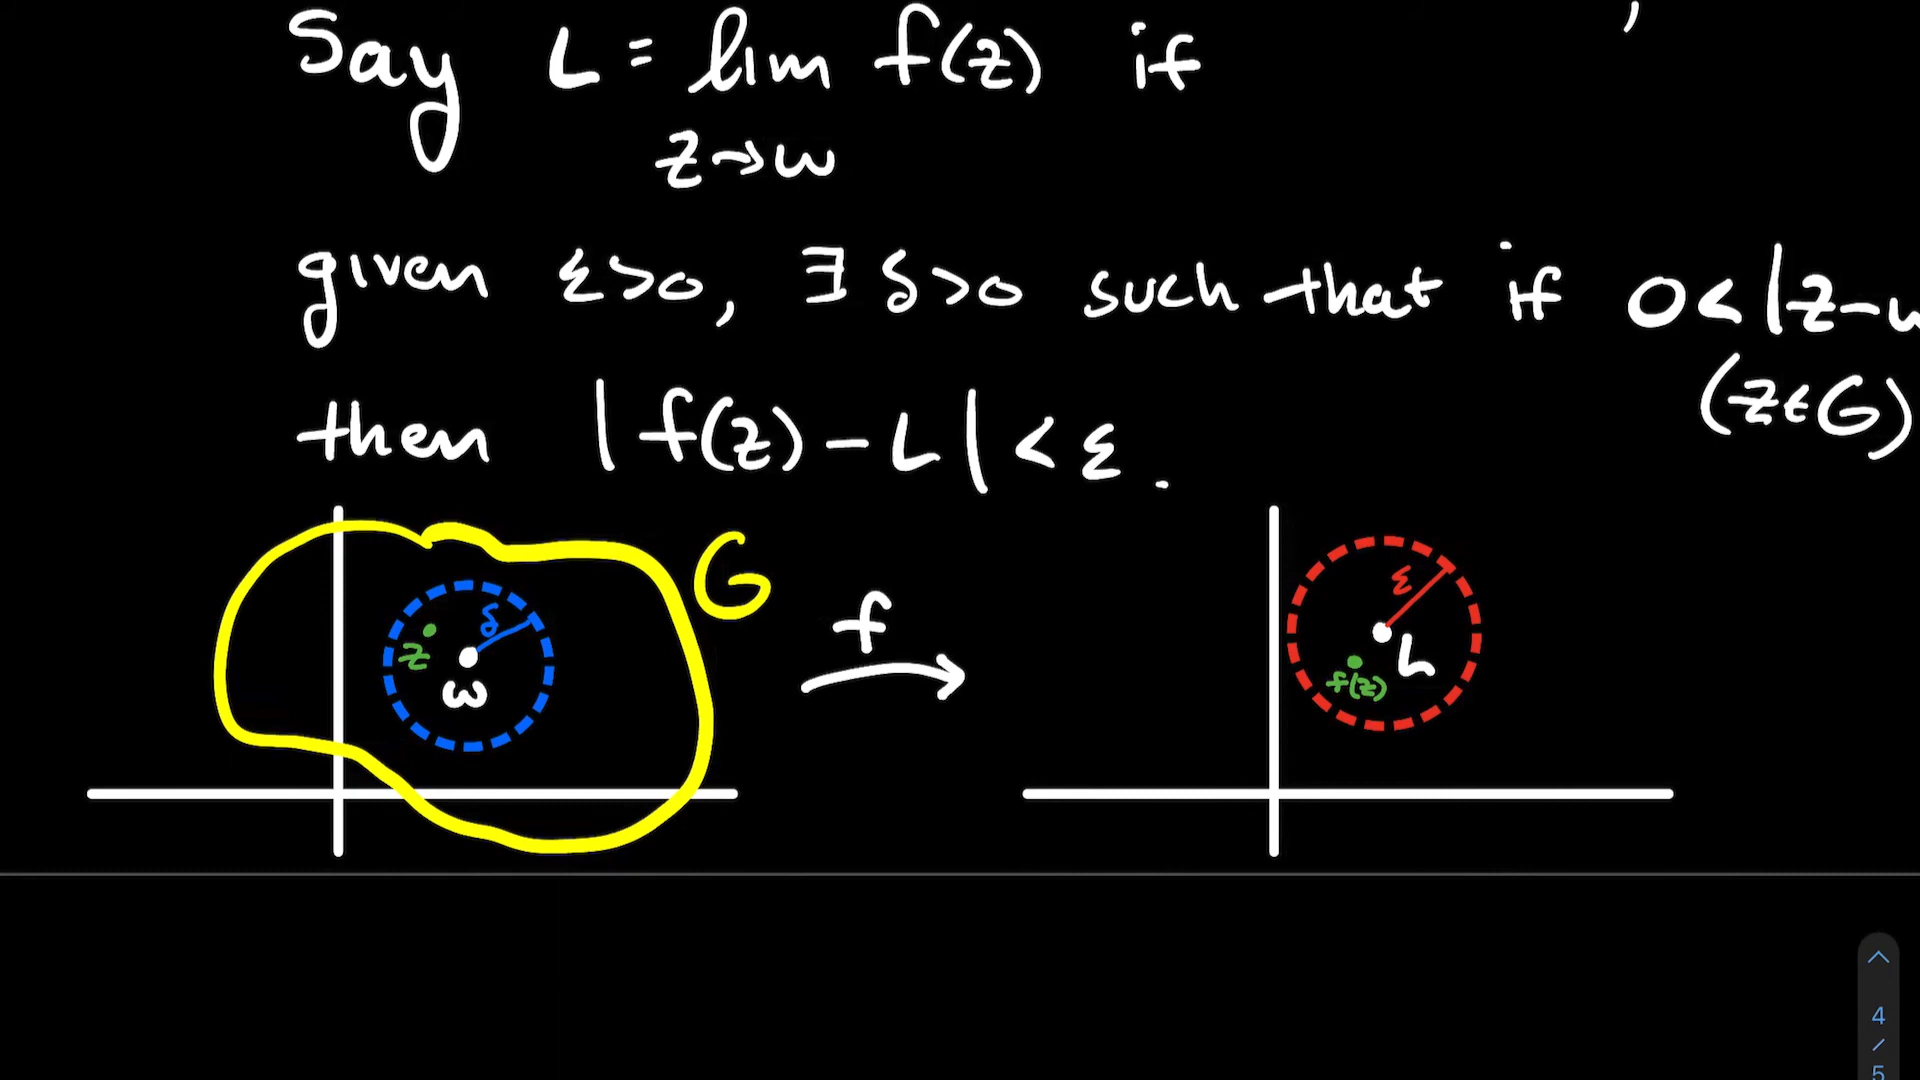 Say L = lim f(z) if
z→w
given ε>0, ∃ δ>0 such that if 0<|z-w
(z∈G)
then |f(z)-L|<ε.
G
δ
z
w
f
ε
L
f(z)
4
/
5